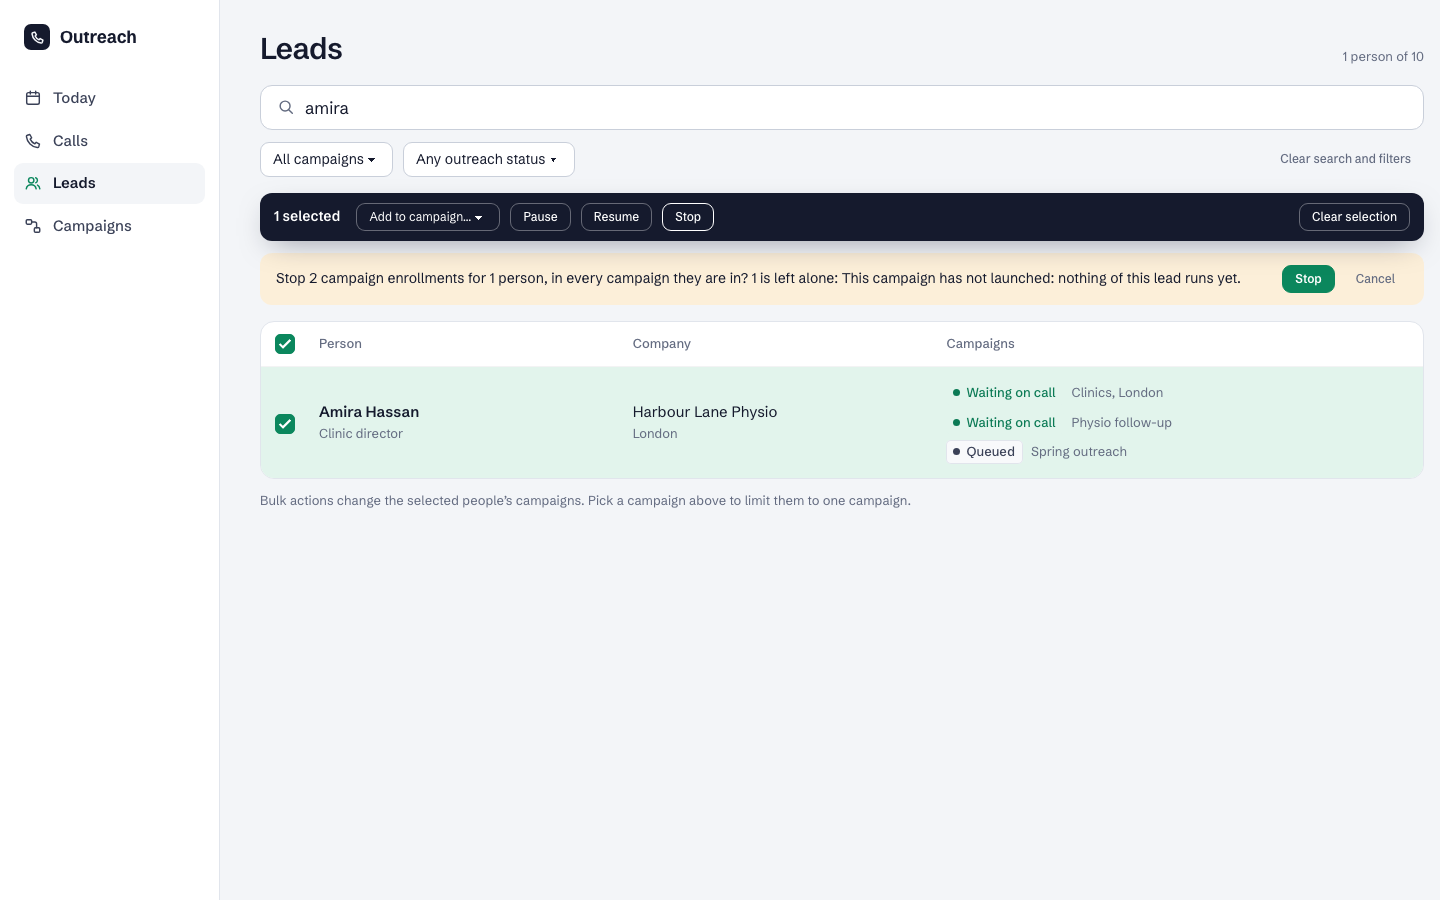 Outreach
Today
Calls
Leads
Campaigns
Leads
1 person of 10
amira
All campaigns
Any outreach status
Clear search and filters
1 selected
Add to campaign...
Pause
Resume
Stop
Clear selection
Stop 2 campaign enrollments for 1 person, in every campaign they are in? 1 is left alone: This campaign has not launched: nothing of this lead runs yet.
Stop
Cancel
Person
Company
Campaigns
Amira Hassan
Clinic director
Harbour Lane Physio
London
Waiting on call Clinics, London
Waiting on call Physio follow-up
Queued Spring outreach
Bulk actions change the selected people's campaigns. Pick a campaign above to limit them to one campaign.